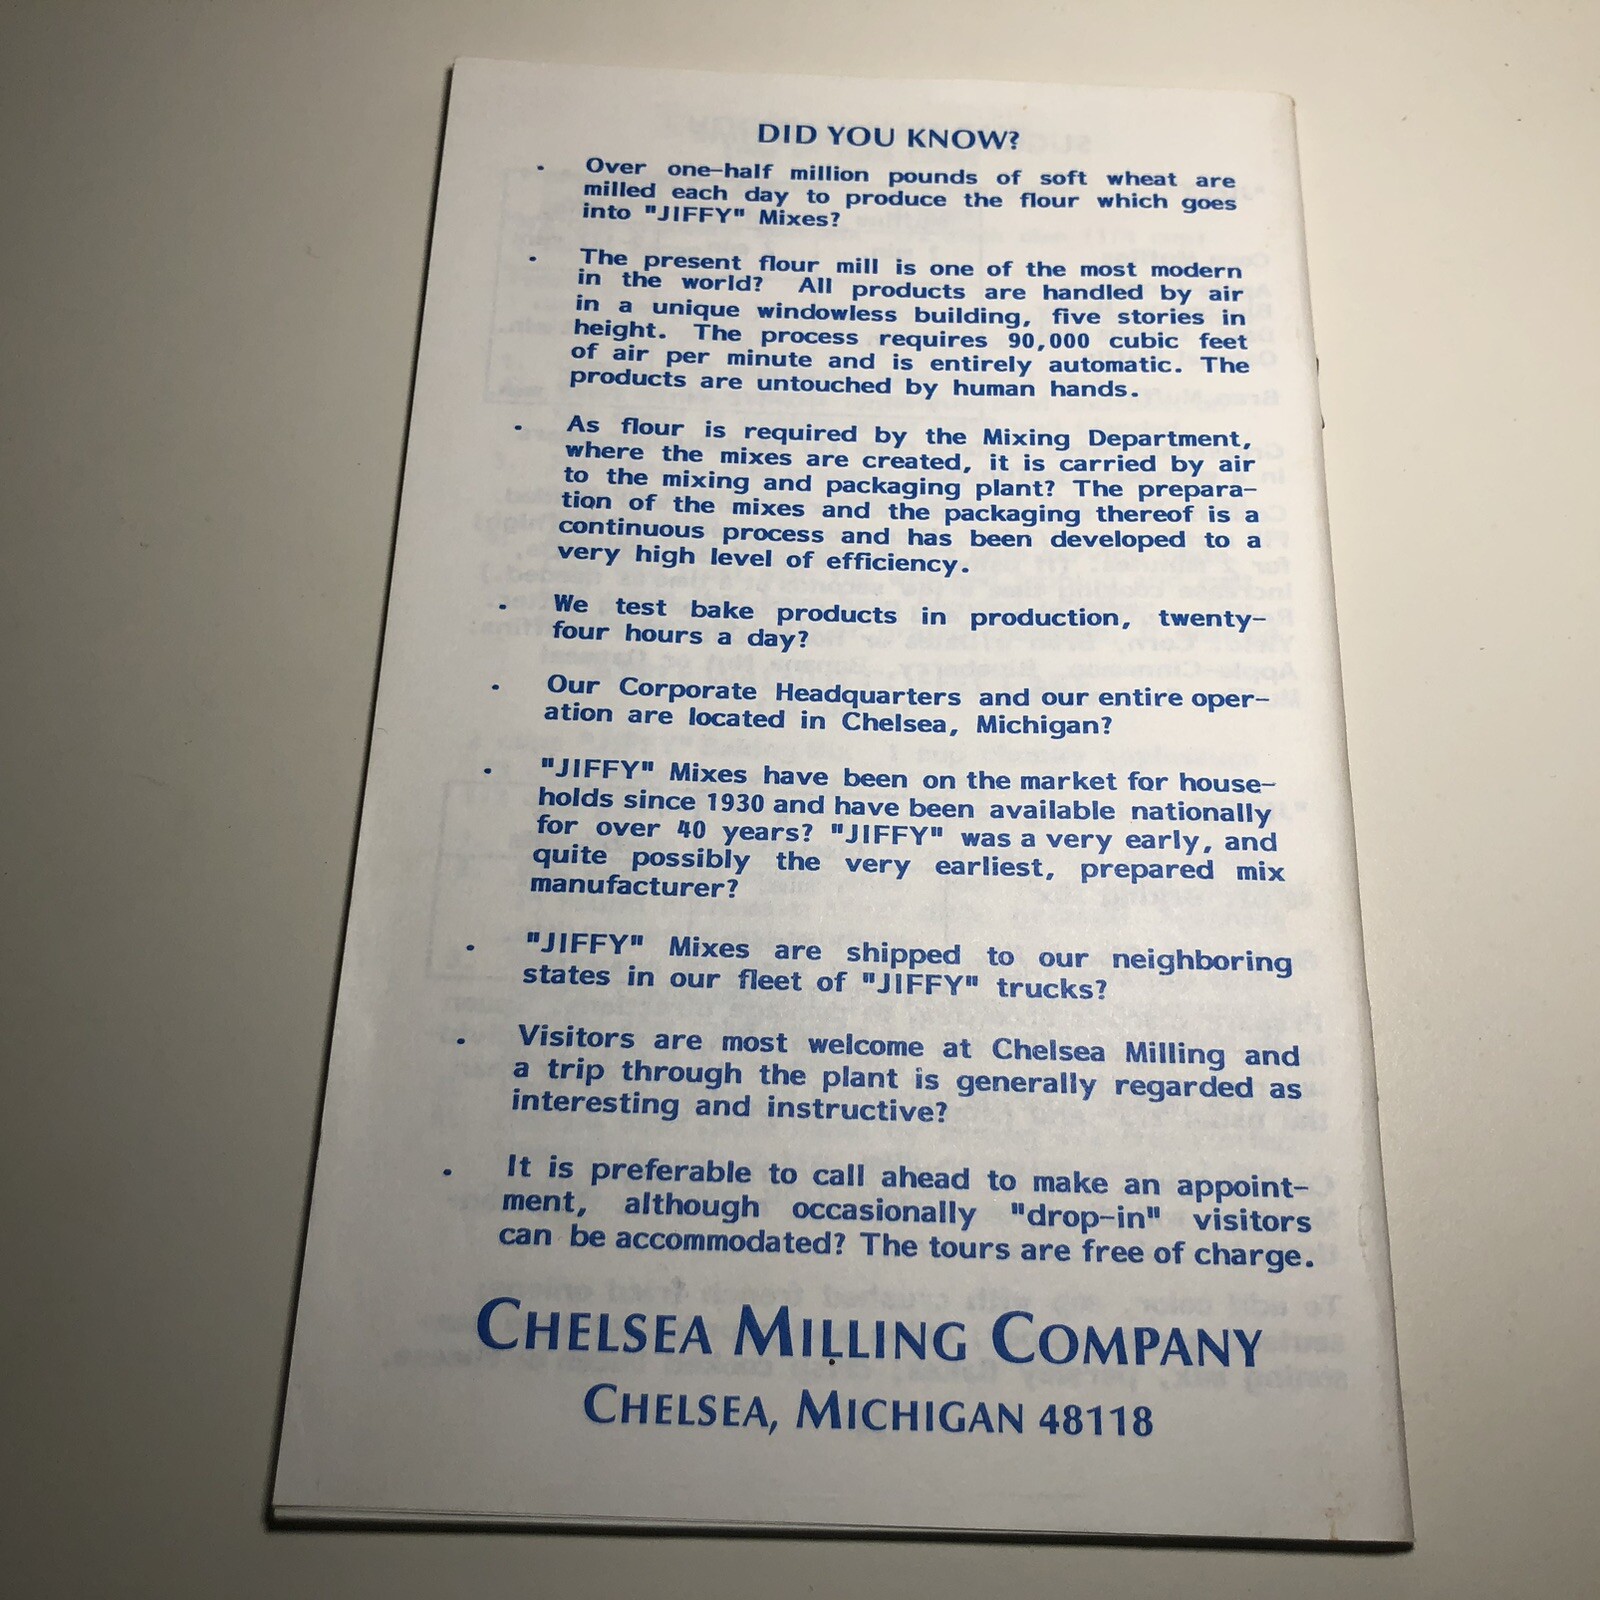 DID YOU KNOW?
. Over one-half million pounds of soft wheat are
milled each day to produce the flour which goes
into "JIFFY" Mixes?
. The present flour mill is one of the most modern
in the world? All products are handled by air
in a unique windowless building, five stories in
height. The process requires 90,000 cubic feet
of air per minute and is entirely automatic. The
products are untouched by human hands.
. As flour is required by the Mixing Department,
where the mixes are created, it is carried by air
to the mixing and packaging plant? The prepara-
tion of the mixes and the packaging thereof is a
continuous process and has been developed to a
very high level of efficiency.
. We test bake products in production, twenty-
four hours a day?
. Our Corporate Headquarters and our entire oper-
ation are located in Chelsea, Michigan?
. "JIFFY" Mixes have been on the market for house-
holds since 1930 and have been available nationally
for over 40 years? "JIFFY" was a very early, and
quite possibly the very earliest, prepared mix
manufacturer?
. "JIFFY" Mixes are shipped to our neighboring
states in our fleet of "JIFFY" trucks?
. Visitors are most welcome at Chelsea Milling and
a trip through the plant is generally regarded as
interesting and instructive?
. It is preferable to call ahead to make an appoint-
ment, although occasionally "drop-in" visitors
can be accommodated? The tours are free of charge.
CHELSEA MILLING COMPANY
CHELSEA, MICHIGAN 48118